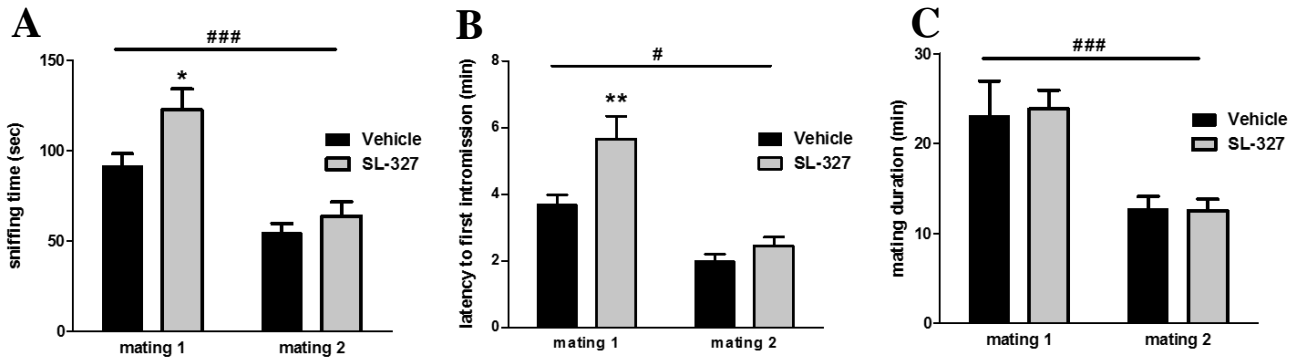 A
###
150
*
100
50
0
sniffing time (sec)
Vehicle
SL-327
mating 1 mating 2
B
#
8
**
6
4
2
0
latency to first intromission (min)
Vehicle
SL-327
mating 1 mating 2
C
###
30
20
10
0
mating duration (min)
Vehicle
SL-327
mating 1 mating 2